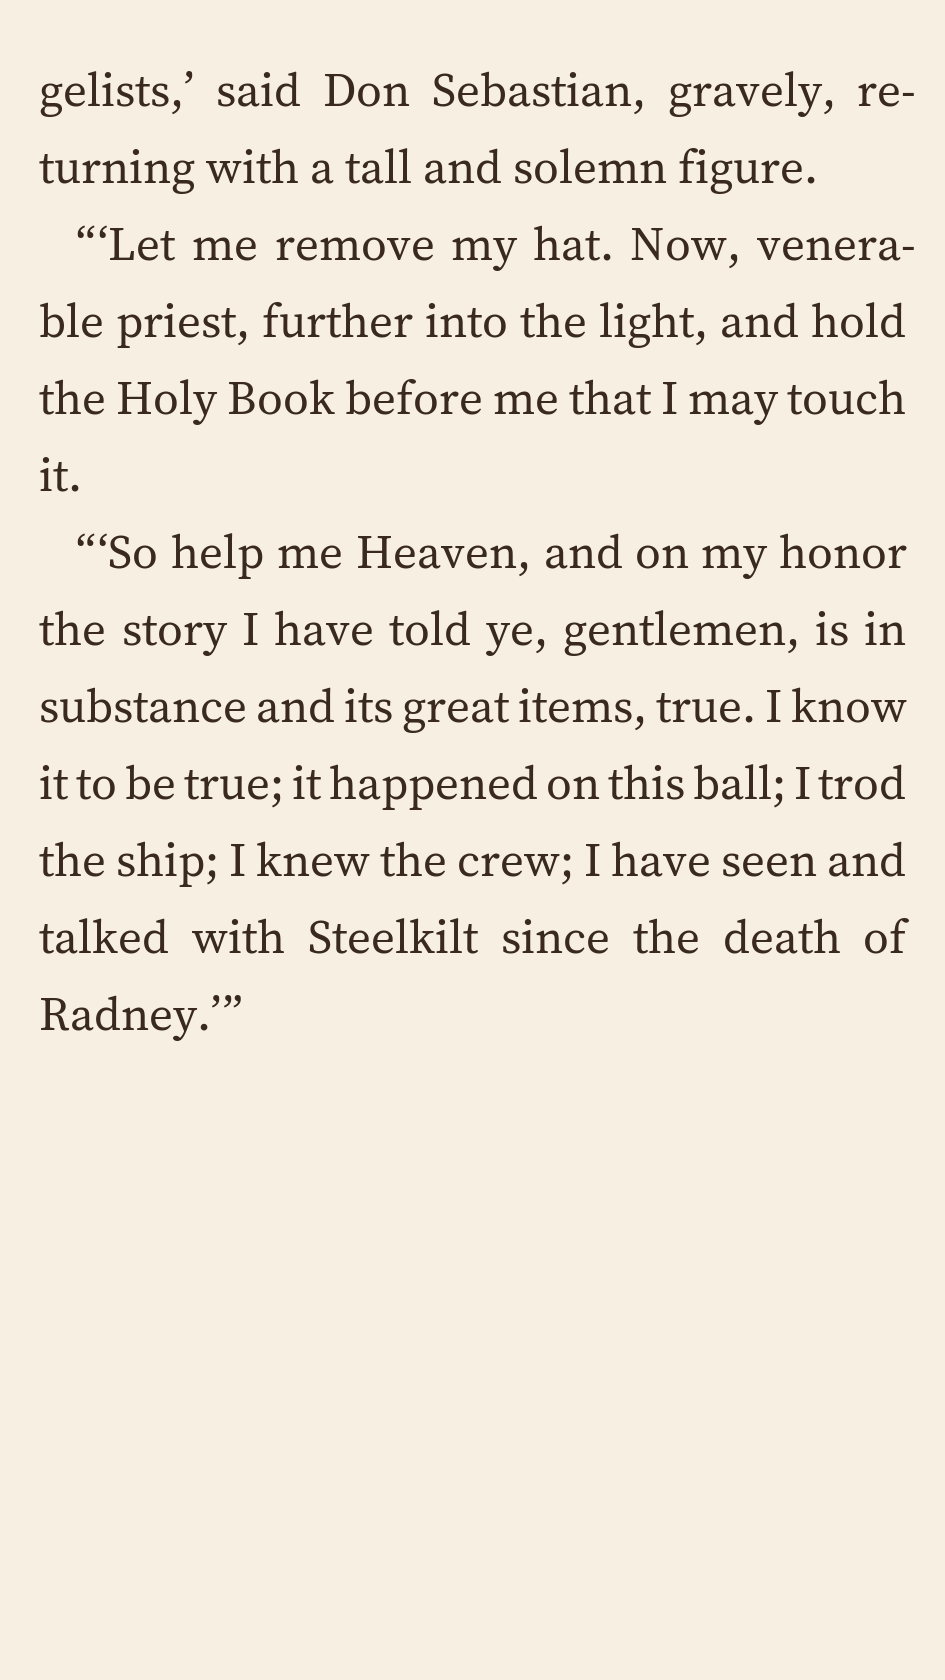 gelists,’ said Don Sebastian, gravely, re-
turning with a tall and solemn figure.
“‘Let me remove my hat. Now, venera-
ble priest, further into the light, and hold
the Holy Book before me that I may touch
it.
“‘So help me Heaven, and on my honor
the story I have told ye, gentlemen, is in
substance and its great items, true. I know
it to be true; it happened on this ball; I trod
the ship; I knew the crew; I have seen and
talked with Steelkilt since the death of
Radney.’”